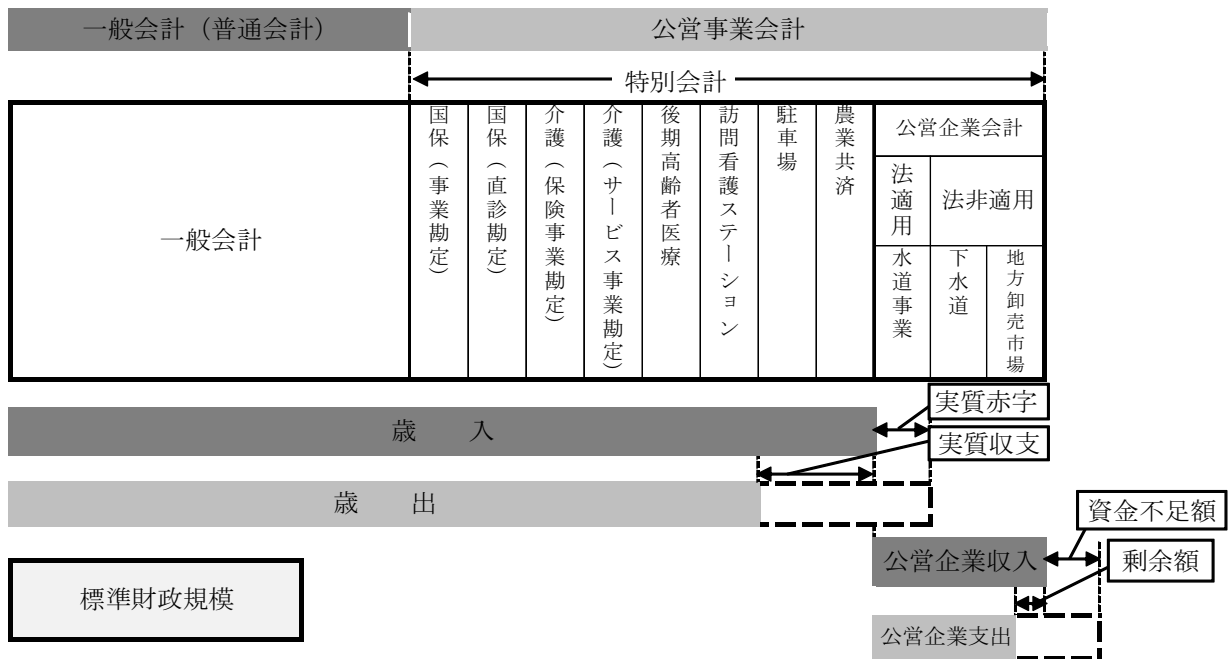 一般会計（普通会計）
公営事業会計
特別会計
一般会計
国保（事業勘定）
国保（直診勘定）
介護（保険事業勘定）
介護（サービス事業勘定）
後期高齢者医療
訪問看護ステーション
駐車場
農業共済
公営企業会計
法適用
法非適用
水道事業
下水道
地方卸売市場
歳　入
実質赤字
実質収支
歳　出
資金不足額
公営企業収入
剰余額
標準財政規模
公営企業支出